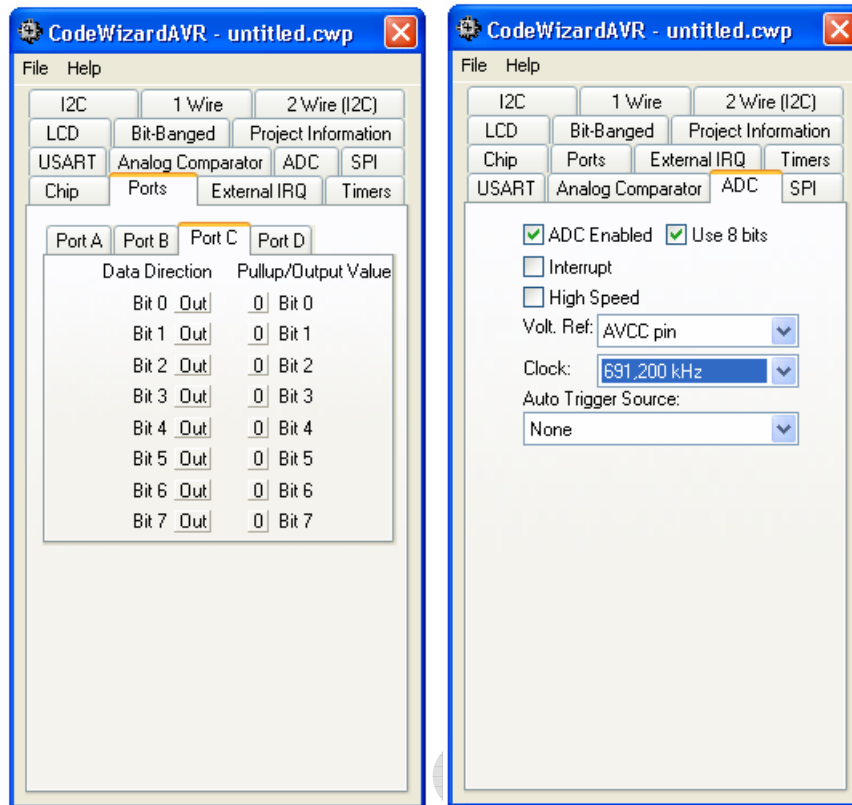 CodeWizardAVR - untitled.cwp
File Help
I2C 1 Wire 2 Wire (I2C)
LCD Bit-Banged Project Information
USART Analog Comparator ADC SPI
Chip Ports External IRQ Timers
Port A Port B Port C Port D
Data Direction Pullup/Output Value
Bit 0 Out 0 Bit 0
Bit 1 Out 0 Bit 1
Bit 2 Out 0 Bit 2
Bit 3 Out 0 Bit 3
Bit 4 Out 0 Bit 4
Bit 5 Out 0 Bit 5
Bit 6 Out 0 Bit 6
Bit 7 Out 0 Bit 7
CodeWizardAVR - untitled.cwp
File Help
I2C 1 Wire 2 Wire (I2C)
LCD Bit-Banged Project Information
Chip Ports External IRQ Timers
USART Analog Comparator ADC SPI
ADC Enabled Use 8 bits
Interrupt
High Speed
Volt. Ref: AVCC pin
Clock: 691,200 kHz
Auto Trigger Source:
None